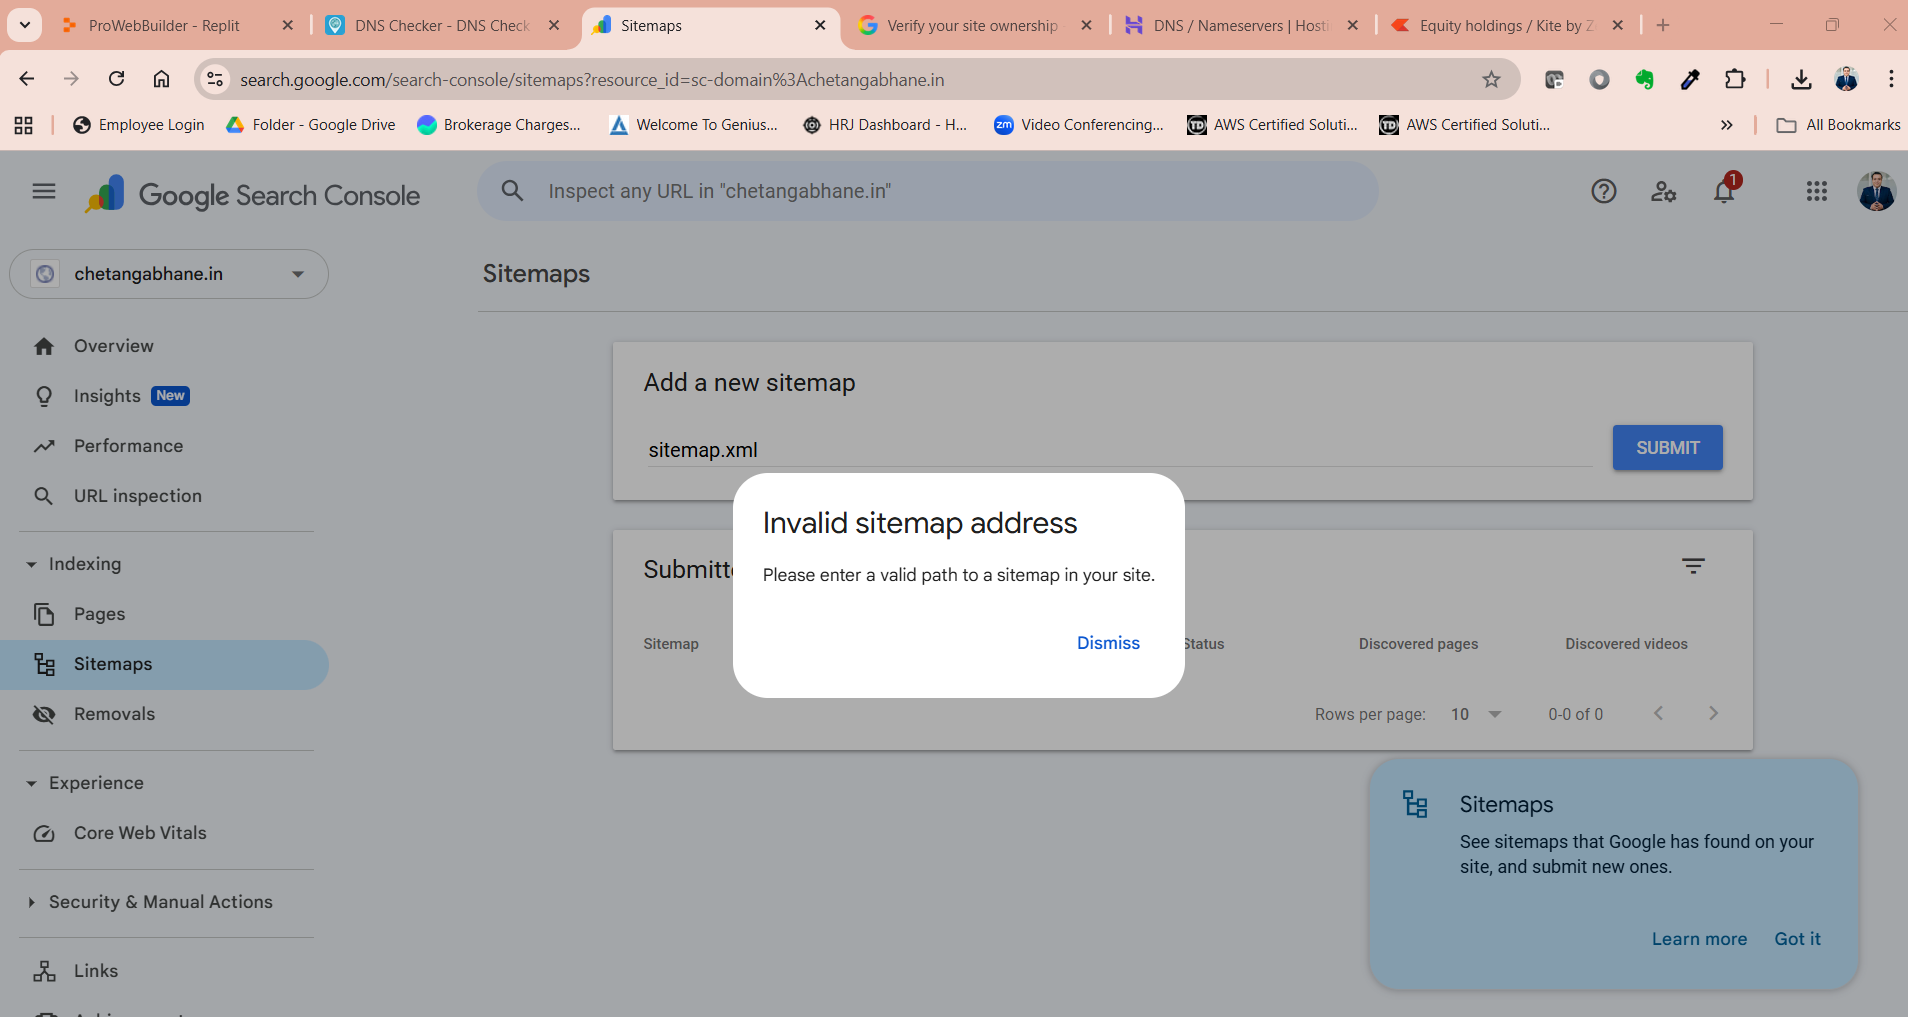 ProWebBuilder - Replit
DNS Checker - DNS Check
Sitemaps
Verify your site ownership
DNS / Nameservers | Hosti
Equity holdings / Kite by Z
search.google.com/search-console/sitemaps?resource_id=sc-domain%3Achetangabhane.in
Employee Login
Folder - Google Drive
Brokerage Charges...
Welcome To Genius...
HRJ Dashboard - H...
zm
Video Conferencing...
TD
AWS Certified Soluti...
TD
AWS Certified Soluti...
All Bookmarks
Google Search Console
Inspect any URL in "chetangabhane.in"
1
chetangabhane.in
Sitemaps
Overview
Insights New
Performance
URL inspection
Indexing
Pages
Sitemaps
Removals
Experience
Core Web Vitals
Security & Manual Actions
Links
Add a new sitemap
sitemap.xml
SUBMIT
Invalid sitemap address
Please enter a valid path to a sitemap in your site.
Dismiss
Submitte
Sitemap
Status
Discovered pages
Discovered videos
Rows per page:
10
0-0 of 0
Sitemaps
See sitemaps that Google has found on your
site, and submit new ones.
Learn more
Got it